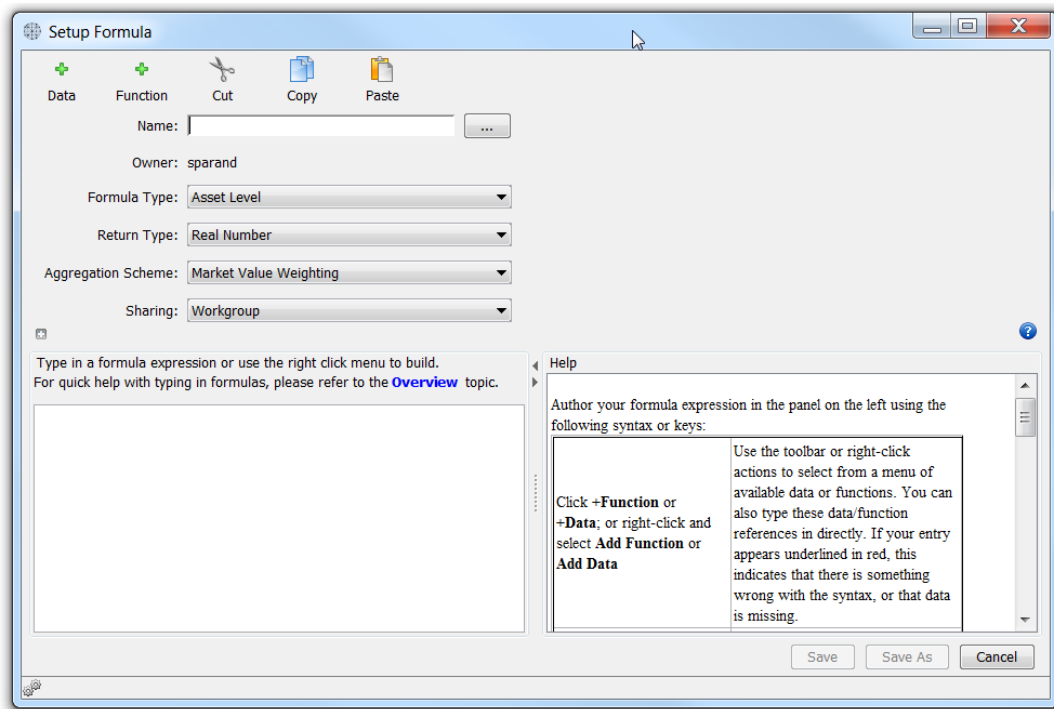 Setup Formula
Data Function Cut Copy Paste
Name: ...
Owner: sparand
Formula Type: Asset Level
Return Type: Real Number
Aggregation Scheme: Market Value Weighting
Sharing: Workgroup
Type in a formula expression or use the right click menu to build.
For quick help with typing in formulas, please refer to the Overview topic.
Help
Author your formula expression in the panel on the left using the
following syntax or keys:
Click +Function or
+Data; or right-click and
select Add Function or
Add Data
Use the toolbar or right-click
actions to select from a menu of
available data or functions. You can
also type these data/function
references in directly. If your entry
appears underlined in red, this
indicates that there is something
wrong with the syntax, or that data
is missing.
Save Save As Cancel